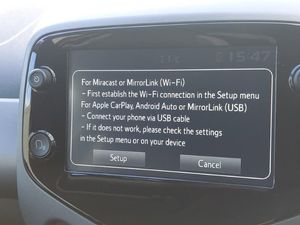 15:47
For Miracast or MirrorLink (Wi-Fi)
- First establish the Wi-Fi connection in the Setup menu
For Apple CarPlay, Android Auto or MirrorLink (USB)
- Connect your phone via USB cable
- If it does not work, please check the settings
in the Setup menu or on your device
Setup Cancel